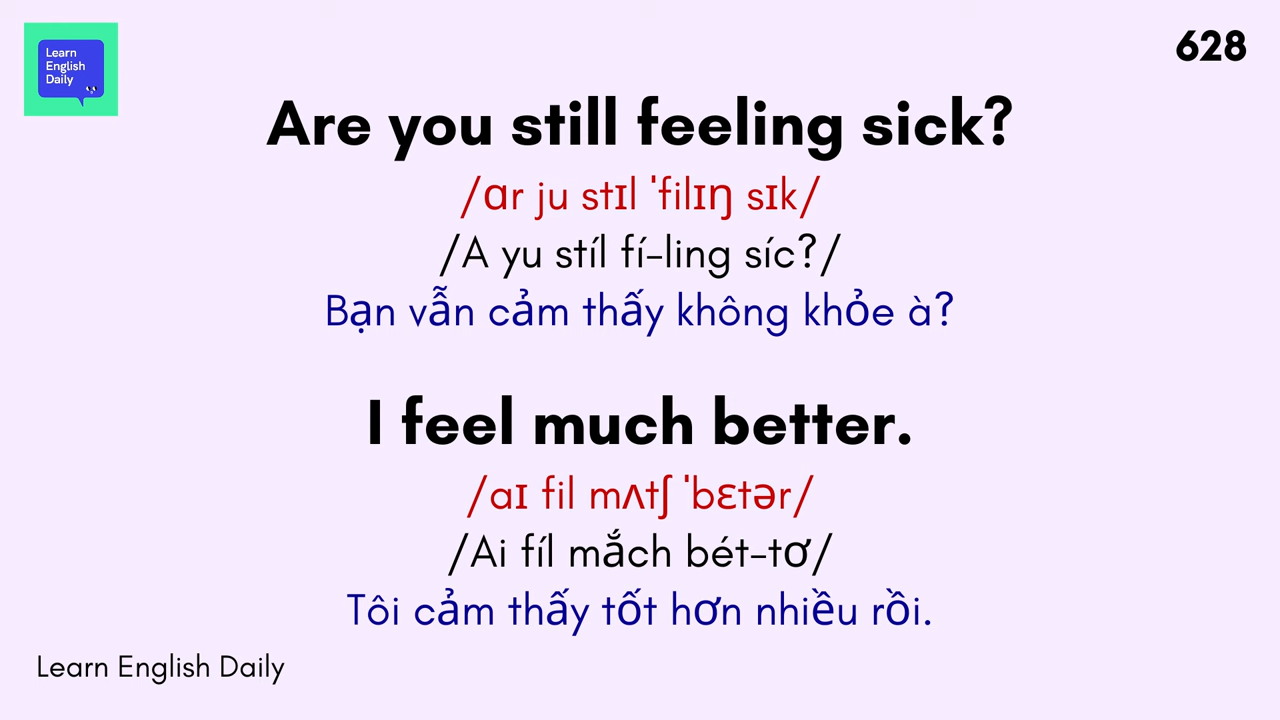 Learn
English
Daily
628
Are you still feeling sick?
/ɑr ju stɪl ˈfilɪŋ sɪk/
/A yu stíl fí-ling síc?/
Bạn vẫn cảm thấy không khỏe à?
I feel much better.
/aɪ fil mʌtʃ ˈbɛtər/
/Ai fíl mắch bét-tơ/
Tôi cảm thấy tốt hơn nhiều rồi.
Learn English Daily